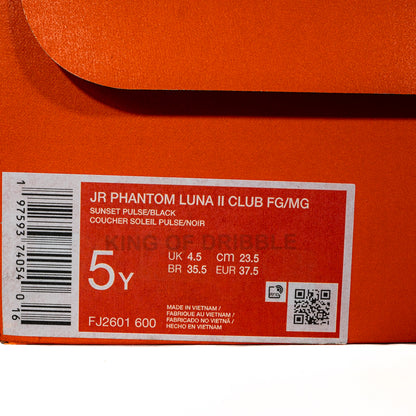 JR PHANTOM LUNA II CLUB FG/MG
SUNSET PULSE/BLACK
COUCHER SOLEIL PULSE/NOIR
KING OF DRIBBLE
5Y
UK 4.5 CM 23.5
BR 35.5 EUR 37.5
MADE IN VIETNAM /
FABRIQUE AU VIETNAM /
FABRICADO NO VIETNÃ /
HECHO EN VIETNAM
FJ2601 600
1 97593 74054 0 16